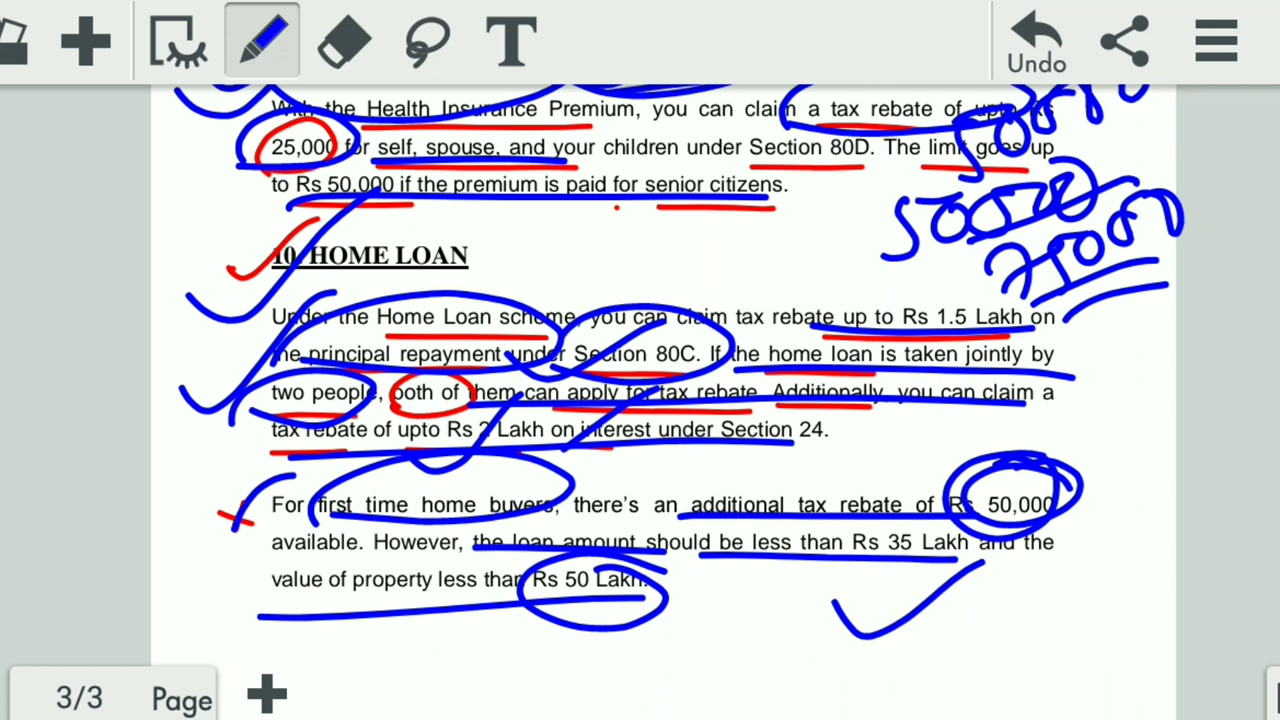 T
Undo
With the Health Insurance Premium, you can claim a tax rebate of upto Rs
25,000 for self, spouse, and your children under Section 80D. The limit goes up
to Rs 50,000 if the premium is paid for senior citizens.
50000
75000
10. HOME LOAN
Under the Home Loan scheme, you can claim tax rebate up to Rs 1.5 Lakh on
the principal repayment under Section 80C. If the home loan is taken jointly by
two people, both of them can apply for tax rebate. Additionally, you can claim a
tax rebate of upto Rs 2 Lakh on interest under Section 24.
For first time home buyers, there's an additional tax rebate of Rs 50,000
available. However, the loan amount should be less than Rs 35 Lakh and the
value of property less than Rs 50 Lakh.
3/3 Page